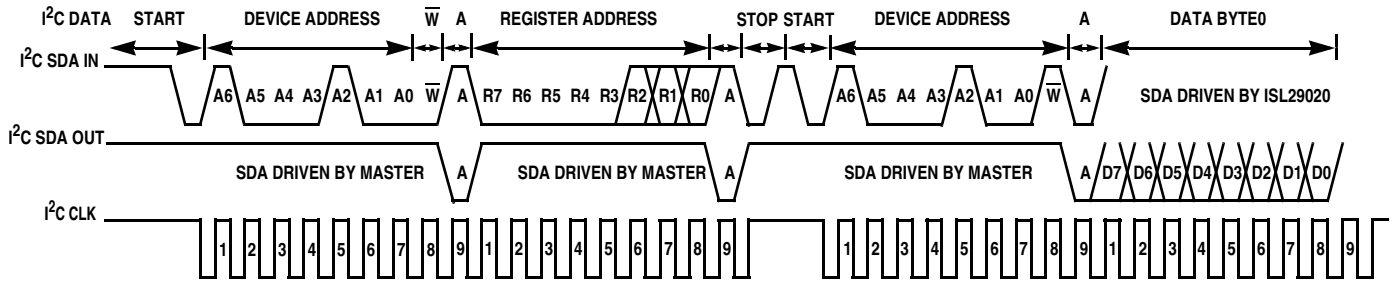 I²C DATA START DEVICE ADDRESS W̅ A REGISTER ADDRESS STOP START DEVICE ADDRESS A DATA BYTE0
I²C SDA IN A6 A5 A4 A3 A2 A1 A0 W̅ A R7 R6 R5 R4 R3 R2 R1 R0 A A6 A5 A4 A3 A2 A1 A0 W̅ A SDA DRIVEN BY ISL29020
I²C SDA OUT SDA DRIVEN BY MASTER A SDA DRIVEN BY MASTER A SDA DRIVEN BY MASTER A D7 D6 D5 D4 D3 D2 D1 D0
I²C CLK 1 2 3 4 5 6 7 8 9 1 2 3 4 5 6 7 8 9 1 2 3 4 5 6 7 8 9 1 2 3 4 5 6 7 8 9